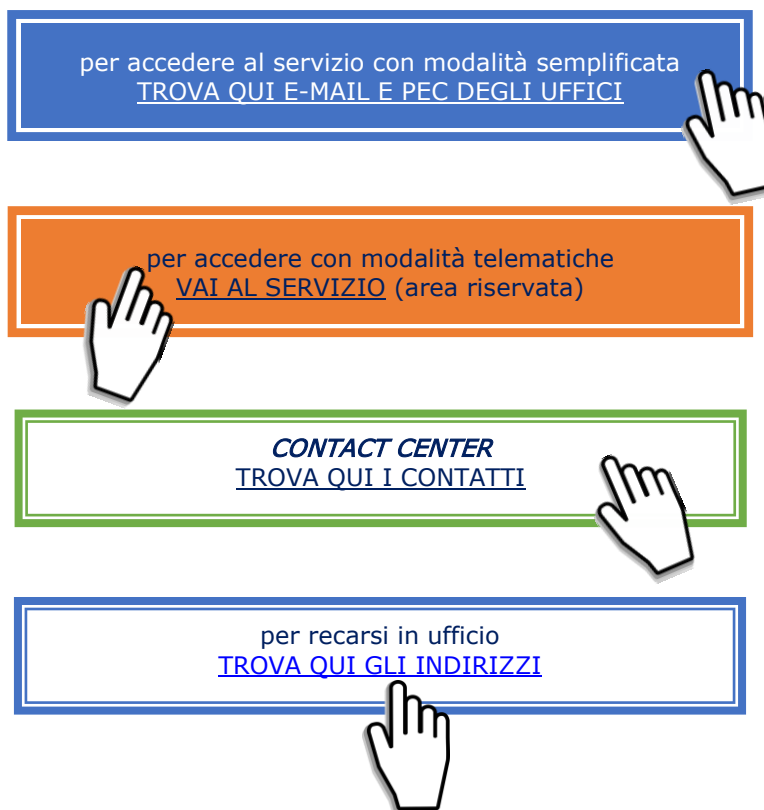 per accedere al servizio con modalità semplificata
TROVA QUI E-MAIL E PEC DEGLI UFFICI
per accedere con modalità telematiche
VAI AL SERVIZIO (area riservata)
CONTACT CENTER
TROVA QUI I CONTATTI
per recarsi in ufficio
TROVA QUI GLI INDIRIZZI